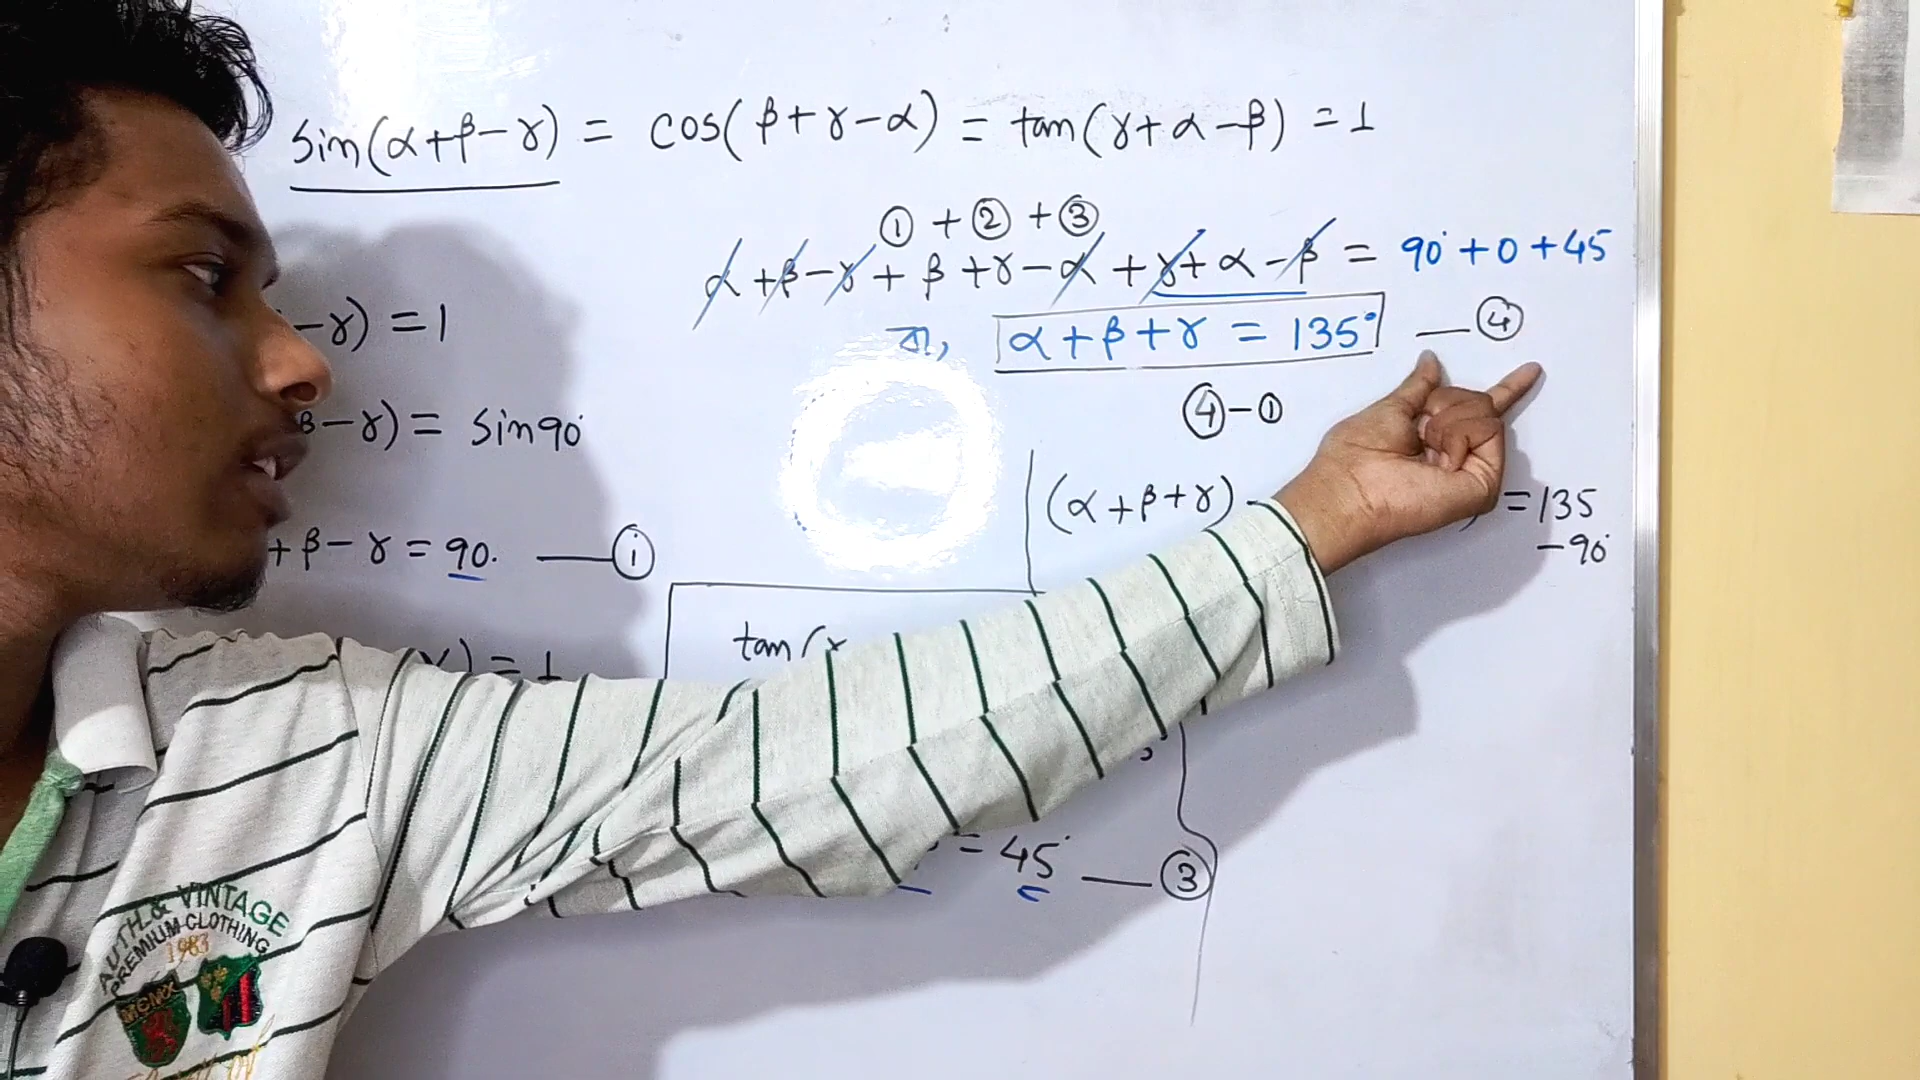 sin(α+β-γ) = cos(β+γ-α) = tan(γ+α-β) = 1
① + ② + ③
α+β-γ+β+γ-α+γ+α-β = 90°+0+45
বা, α+β+γ = 135° —④
④-①
-γ) = 1
β-γ) = sin90°
+β-γ = 90. —①
(α+β+γ)- = 135
-90°
tan(
) = 1
= 45° —③
AUTH. & VINTAGE
PREMIUM CLOTHING
1983